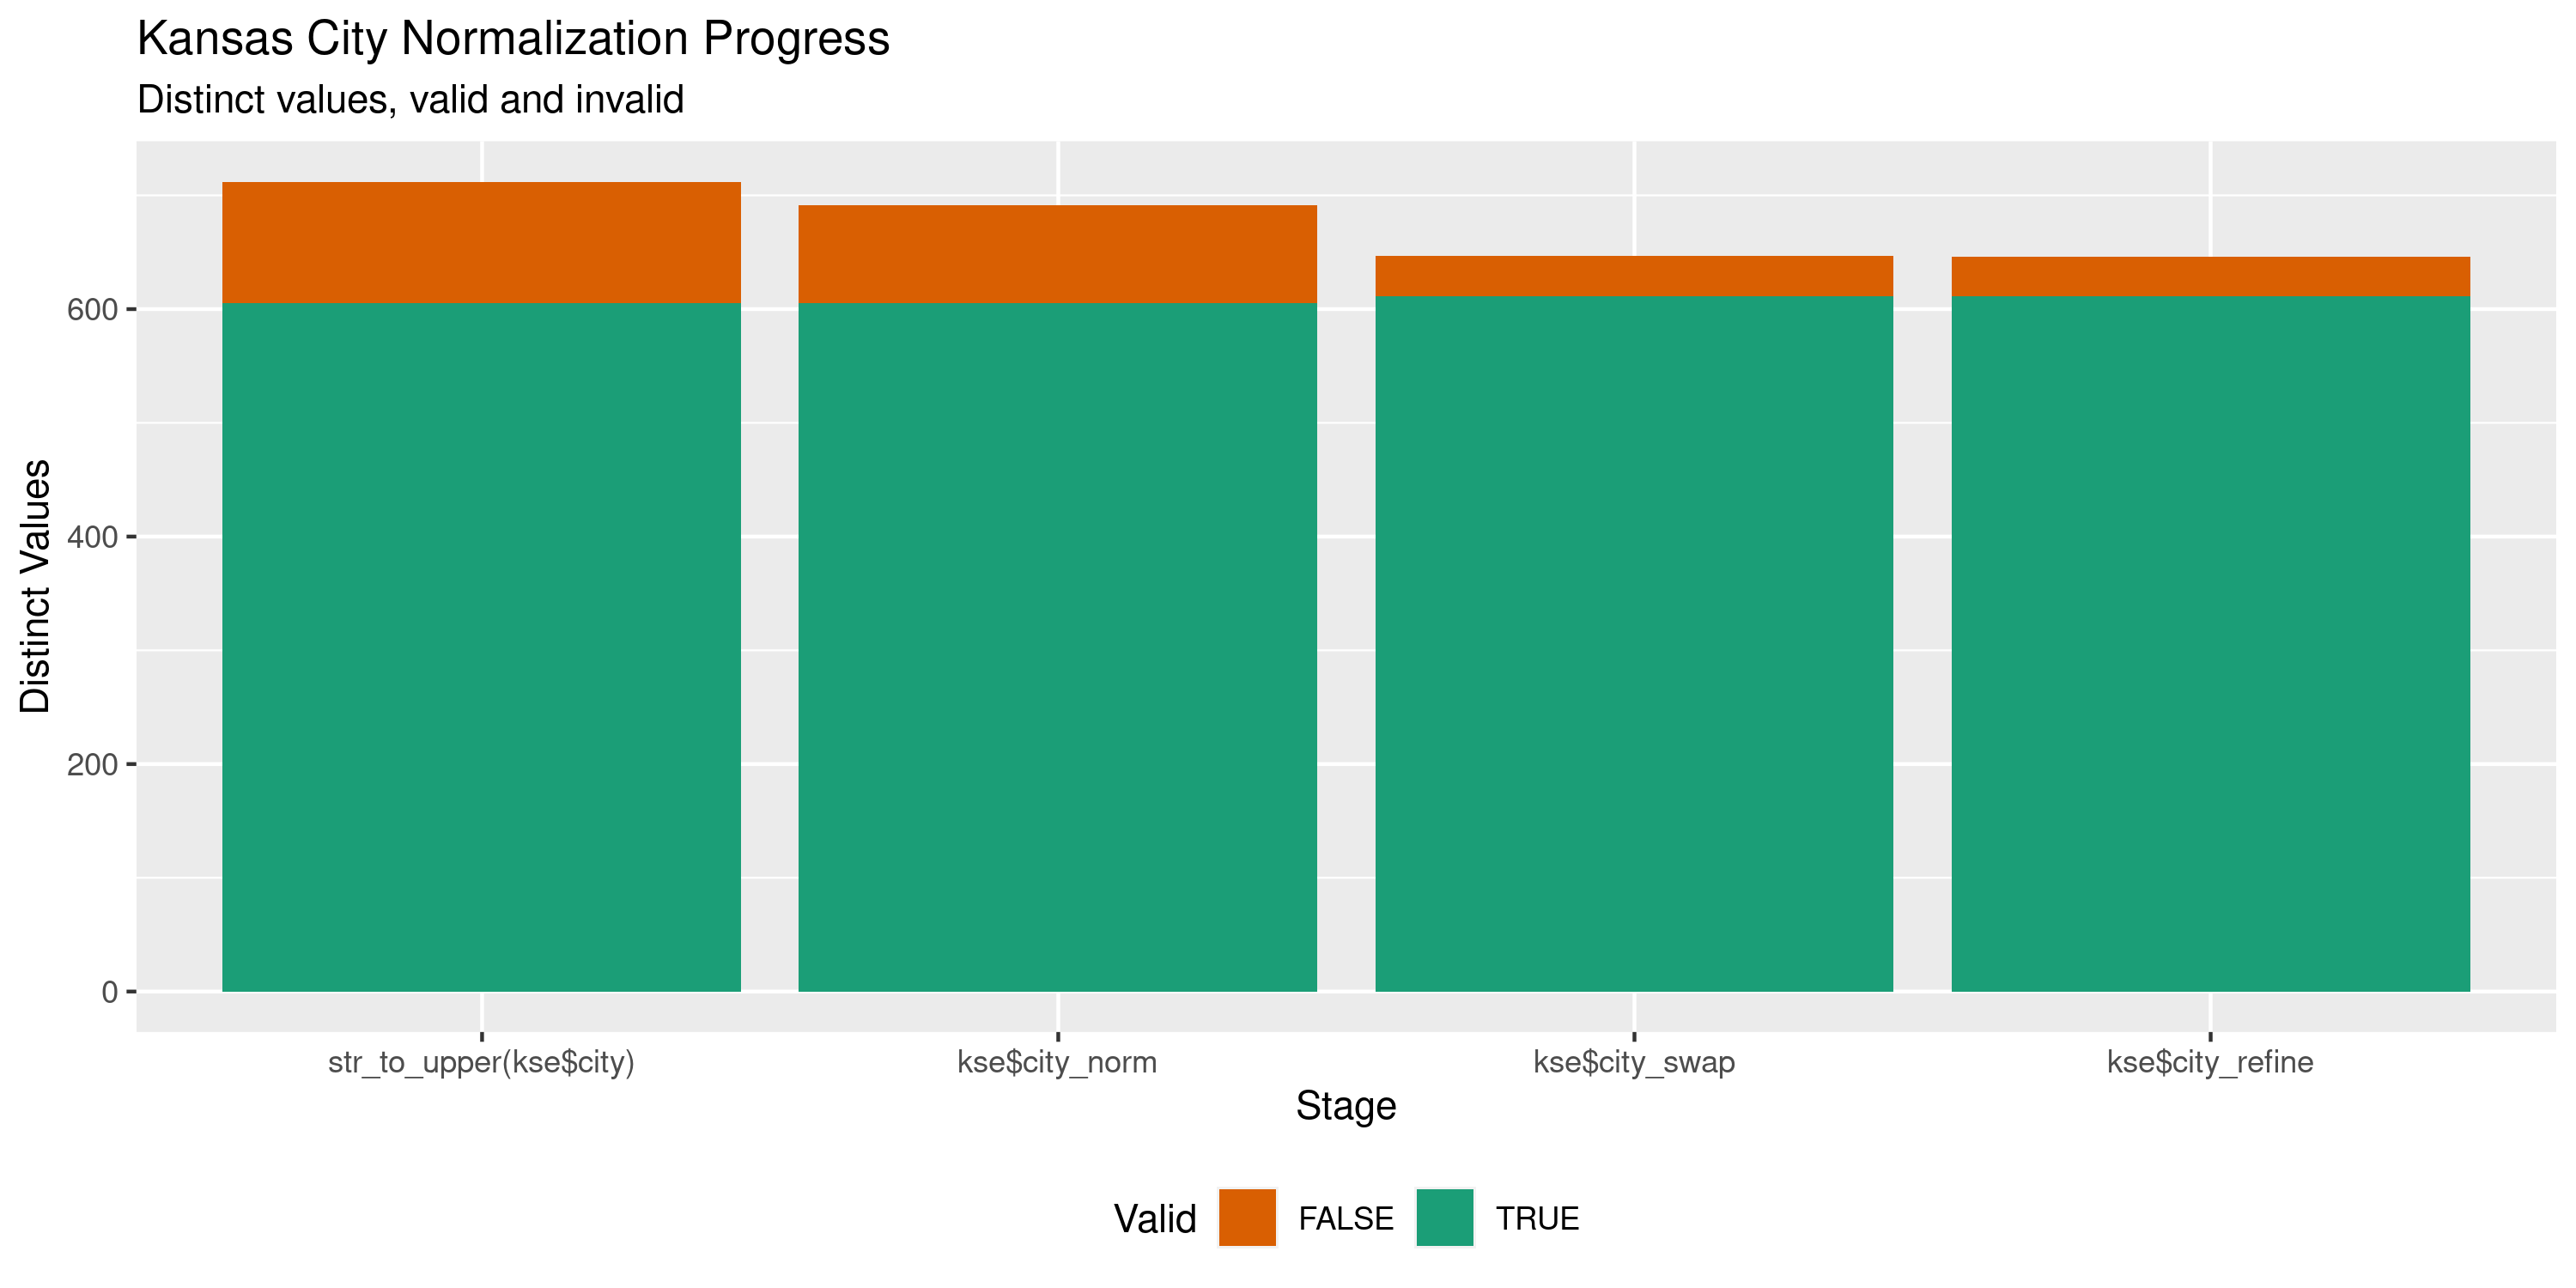 Kansas City Normalization Progress
Distinct values, valid and invalid
Distinct Values
600
400
200
0
str_to_upper(kse$city)
kse$city_norm
kse$city_swap
kse$city_refine
Stage
Valid
FALSE
TRUE